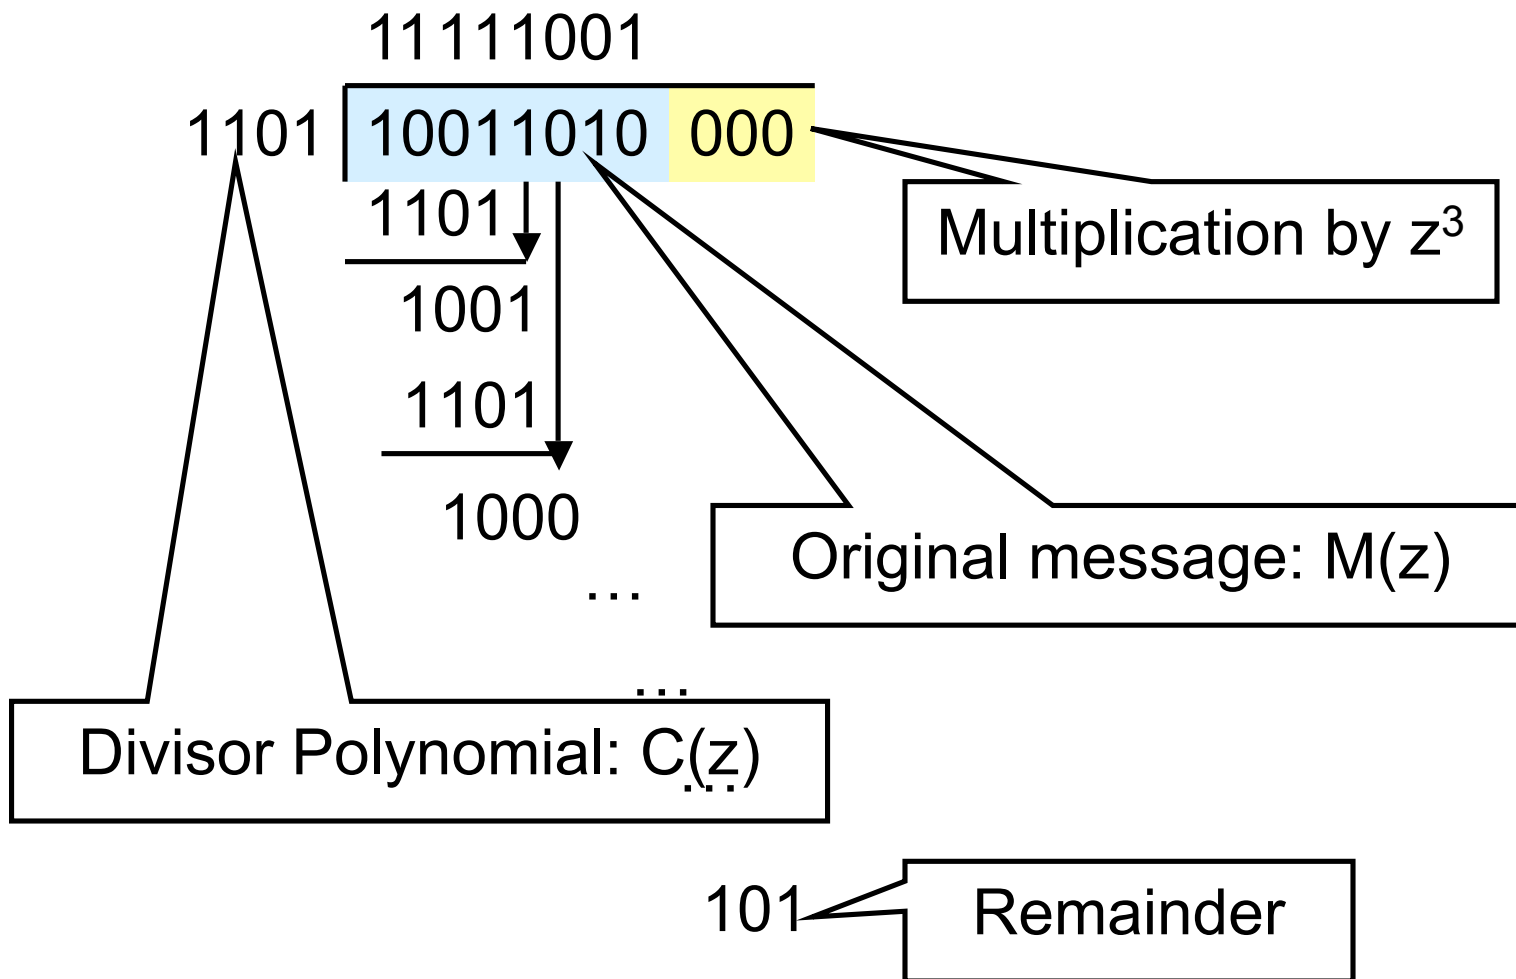 11111001
1101 10011010 000
1101
Multiplication by z³
1001
1101
1000
Original message: M(z)
...
...
Divisor Polynomial: C(z)
...
101
Remainder